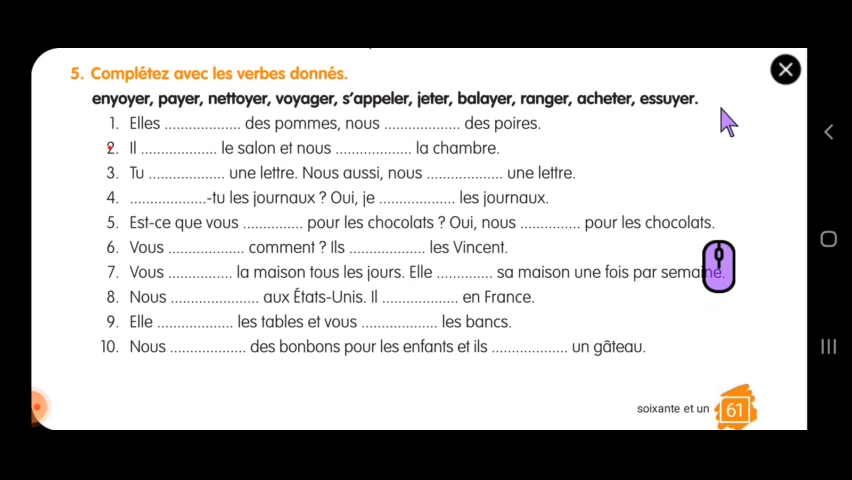 5. Complétez avec les verbes donnés.
enyoyer, payer, nettoyer, voyager, s'appeler, jeter, balayer, ranger, acheter, essuyer.
1. Elles ................... des pommes, nous ................... des poires.
2. Il ................... le salon et nous ................... la chambre.
3. Tu ................... une lettre. Nous aussi, nous ................... une lettre.
4. ...................-tu les journaux ? Oui, je ................... les journaux.
5. Est-ce que vous ............... pour les chocolats ? Oui, nous ............... pour les chocolats.
6. Vous ................... comment ? Ils ................... les Vincent.
7. Vous ................ la maison tous les jours. Elle .............. sa maison une fois par semaine.
8. Nous ...................... aux États-Unis. Il ................... en France.
9. Elle ................... les tables et vous ................... les bancs.
10. Nous ................... des bonbons pour les enfants et ils ................... un gâteau.
soixante et un 61